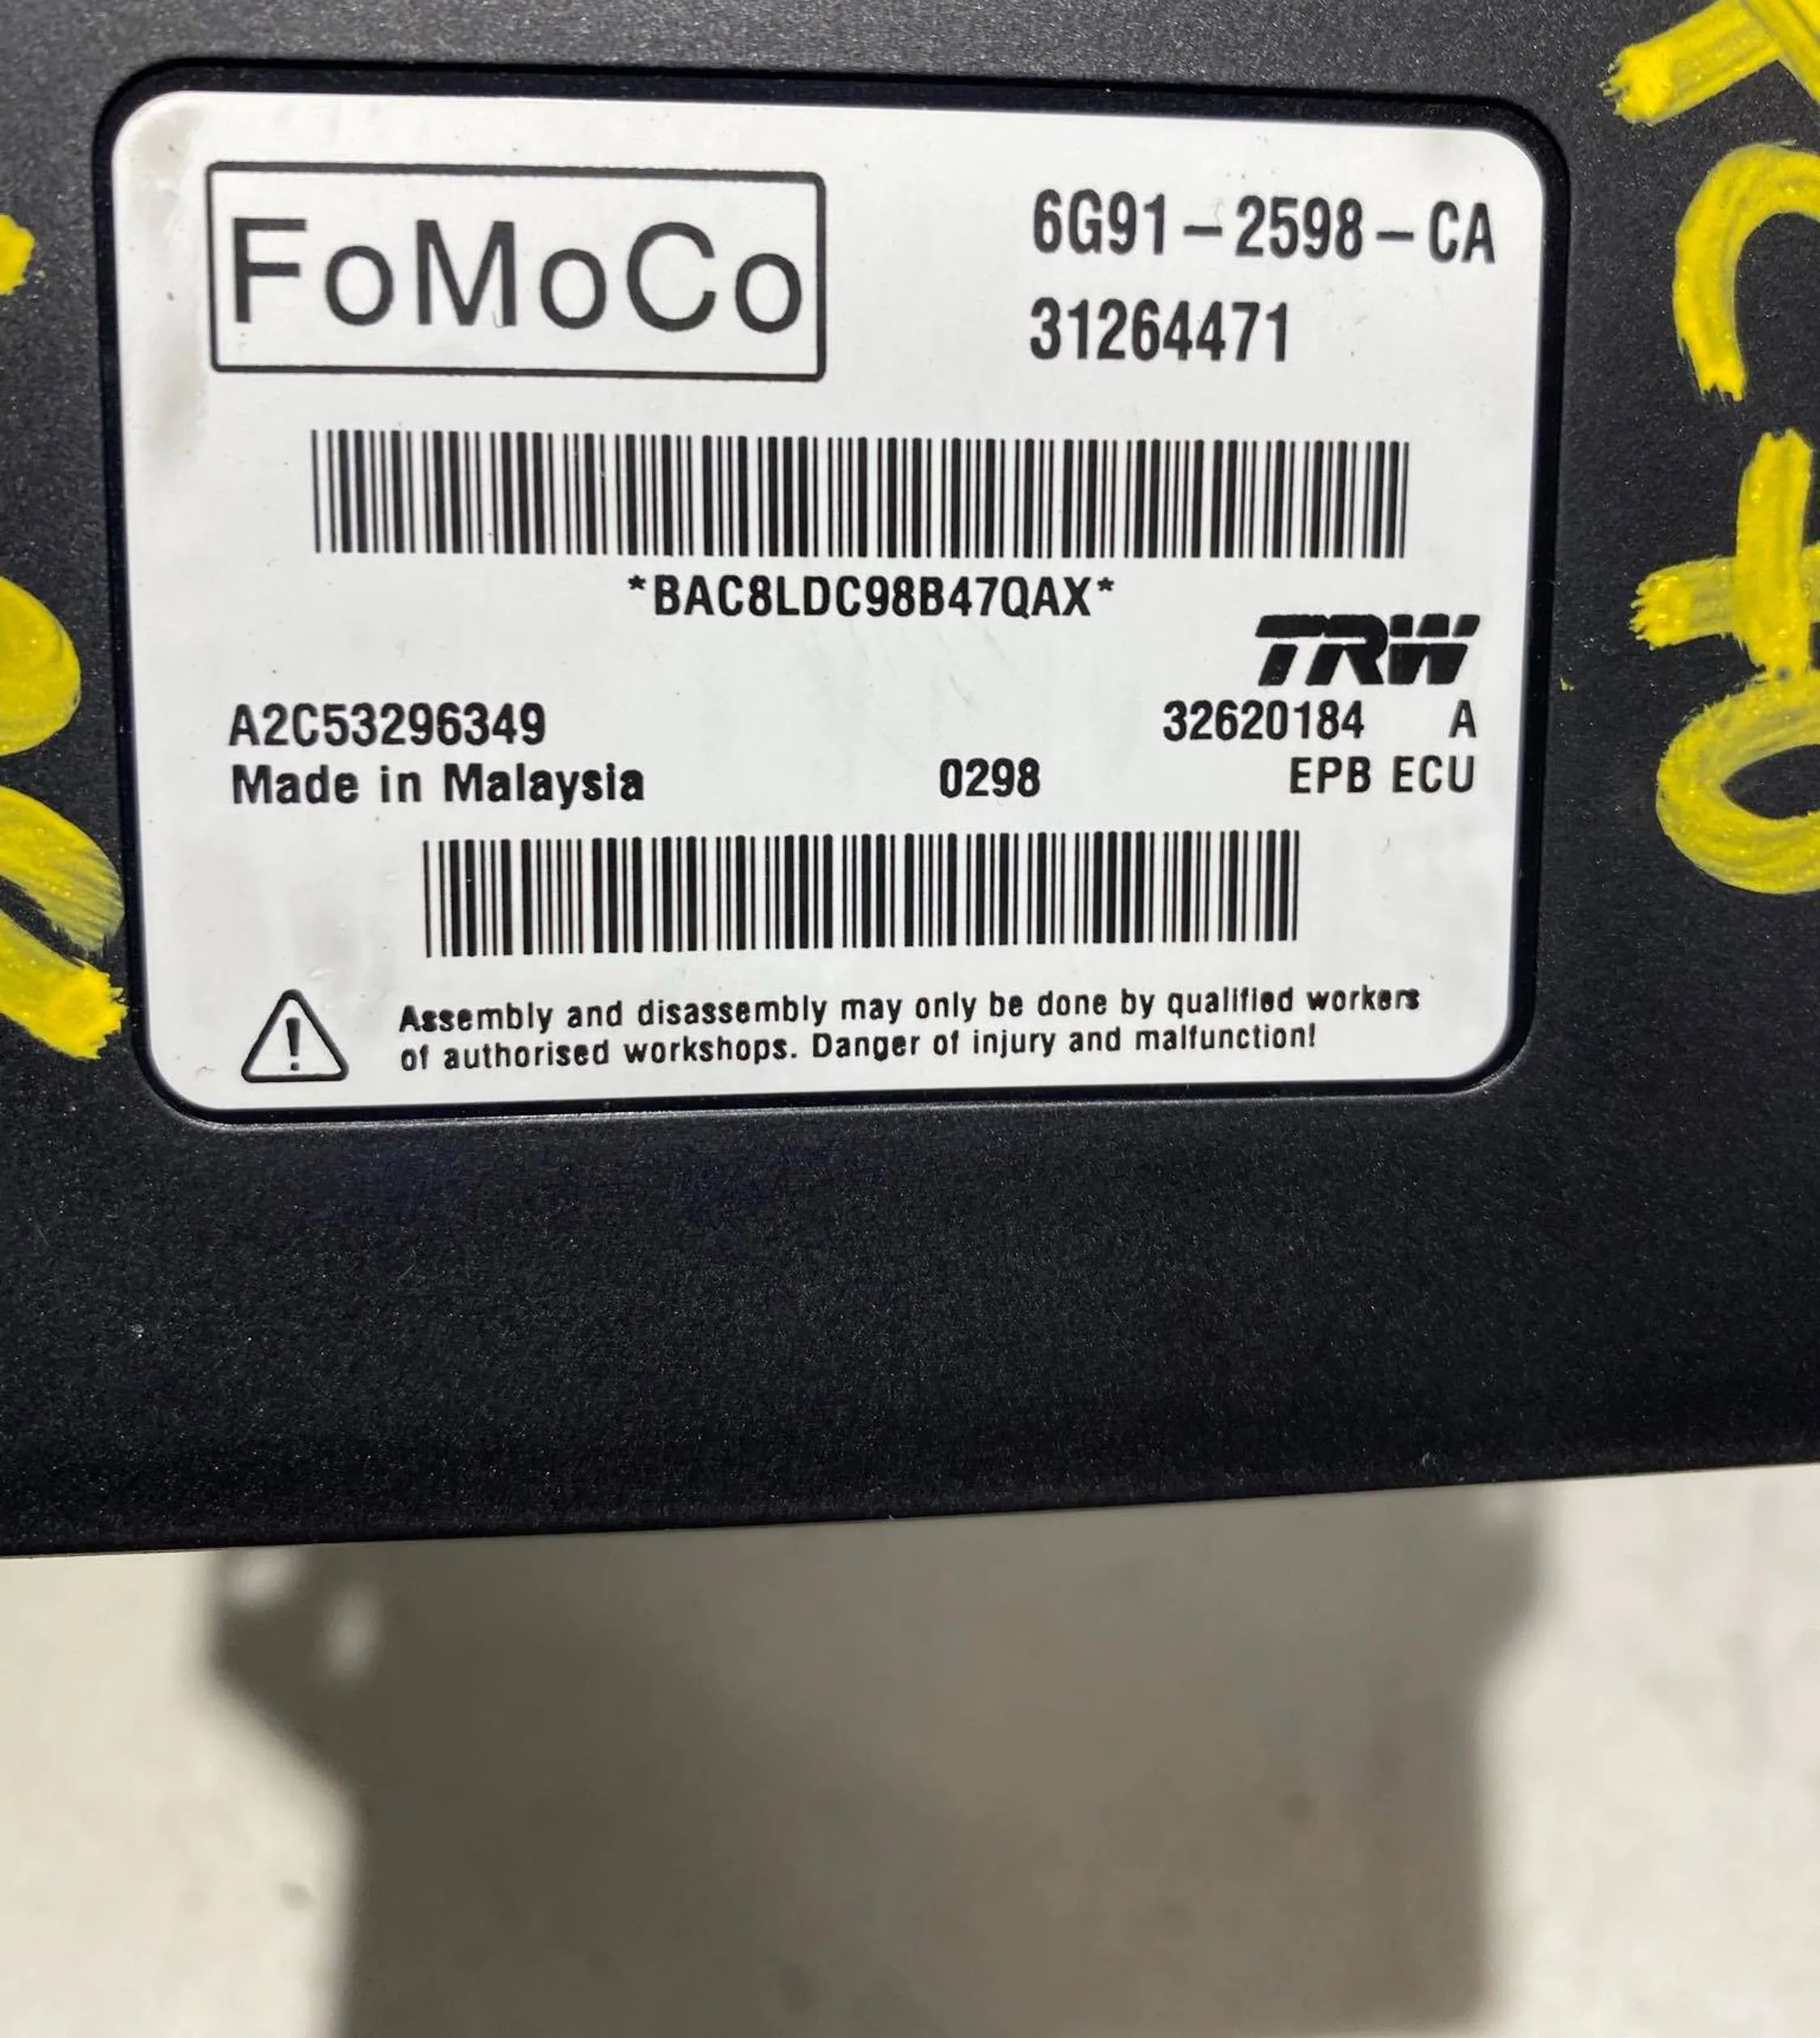 FoMoCo
6G91-2598-CA
31264471
*BAC8LDC98B47QAX*
TRW
A2C53296349
32620184 A
Made in Malaysia 0298 EPB ECU
Assembly and disassembly may only be done by qualified workers
of authorised workshops. Danger of injury and malfunction!